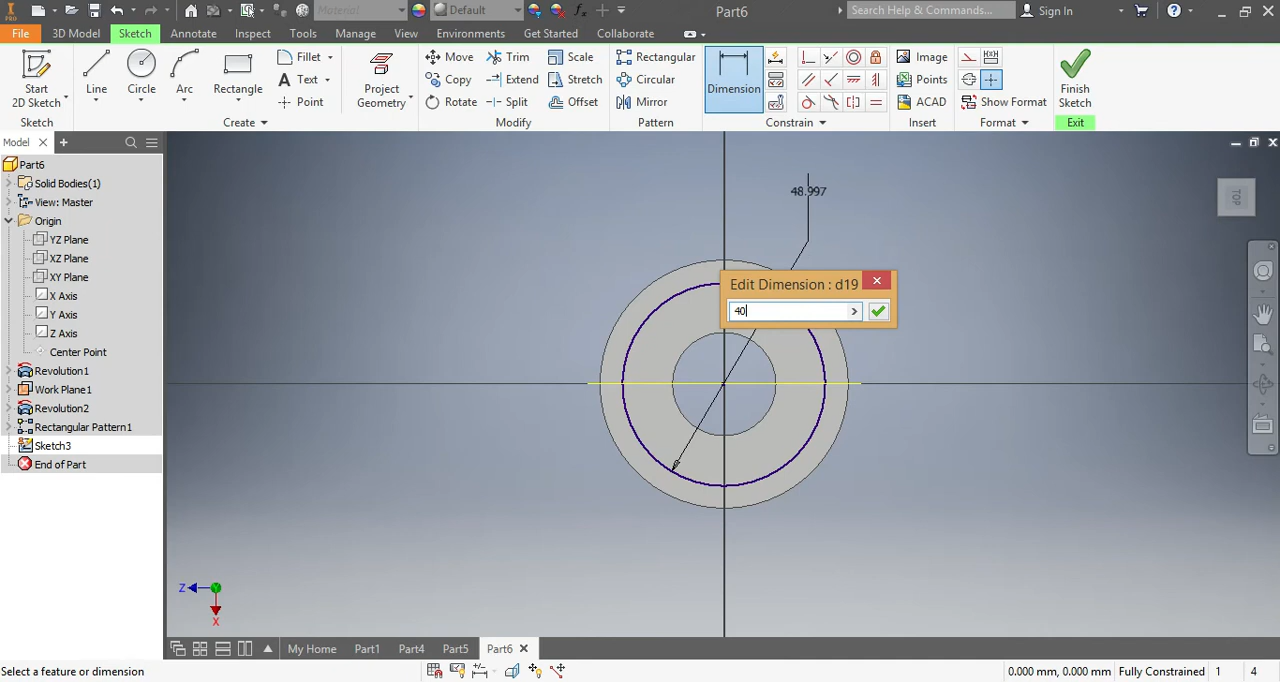 PRO
Material
Default
Part6
Search Help & Commands...
Sign In
File
3D Model
Sketch
Annotate
Inspect
Tools
Manage
View
Environments
Get Started
Collaborate
Start
2D Sketch
Line
Circle
Arc
Rectangle
Fillet
Text
Point
Project
Geometry
Move
Trim
Scale
Copy
Extend
Stretch
Rotate
Split
Offset
Rectangular
Circular
Mirror
Dimension
Image
Points
ACAD
Show Format
Finish
Sketch
Sketch
Create
Modify
Pattern
Constrain
Insert
Format
Exit
Model
Part6
Solid Bodies(1)
View: Master
Origin
YZ Plane
XZ Plane
XY Plane
X Axis
Y Axis
Z Axis
Center Point
Revolution1
Work Plane1
Revolution2
Rectangular Pattern1
Sketch3
End of Part
48.997
Edit Dimension : d19
40
TOP
Z
Y
X
My Home
Part1
Part4
Part5
Part6
Select a feature or dimension
0.000 mm, 0.000 mm
Fully Constrained
1
4